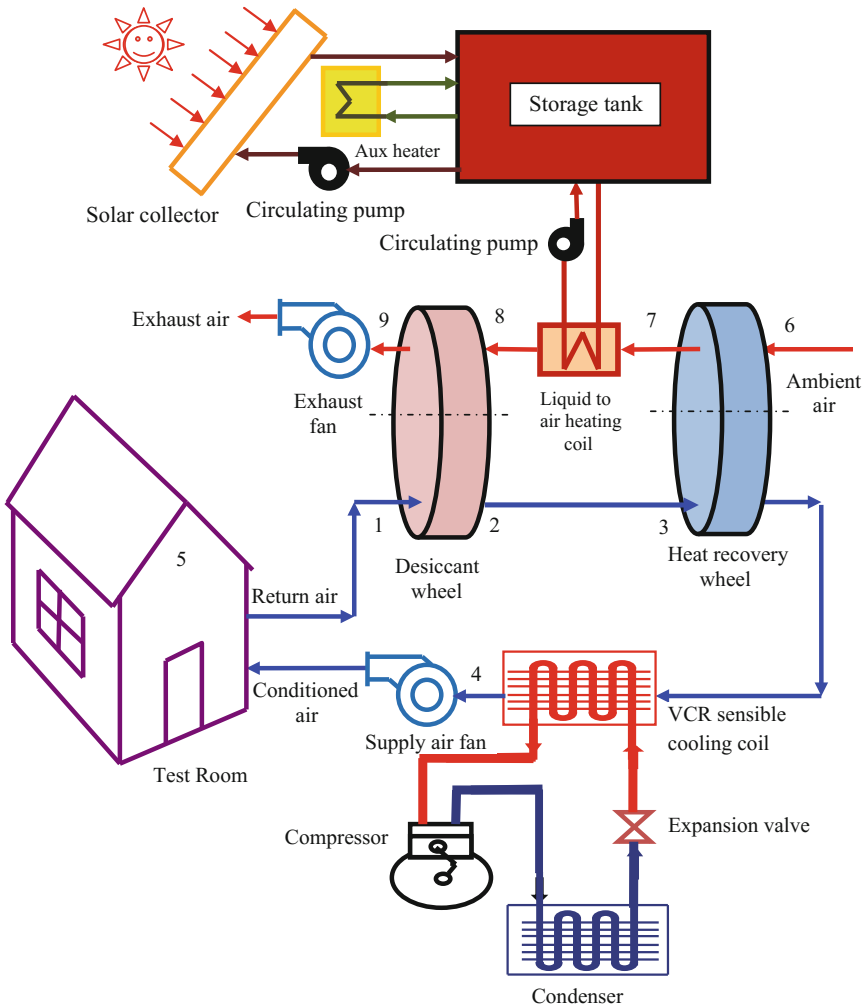 Storage tank
Aux heater
Solar collector
Circulating pump
Circulating pump
Exhaust air
9
8
7
6
Exhaust
fan
Liquid to
air heating
coil
Ambient
air
5
1
2
3
Return air
Desiccant
wheel
Heat recovery
wheel
Conditioned
air
4
Supply air fan
VCR sensible
cooling coil
Test Room
Compressor
Expansion valve
Condenser